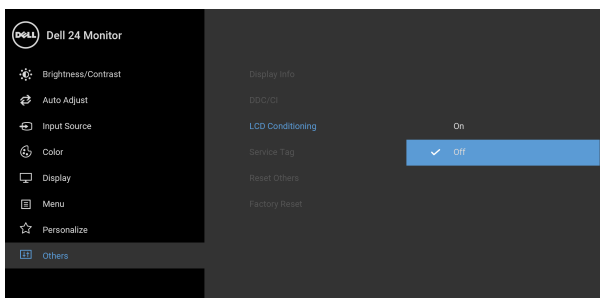 DELL Dell 24 Monitor
Brightness/Contrast
Auto Adjust
Input Source
Color
Display
Menu
Personalize
Others
Display Info
DDC/CI
LCD Conditioning On
Service Tag Off
Reset Others
Factory Reset